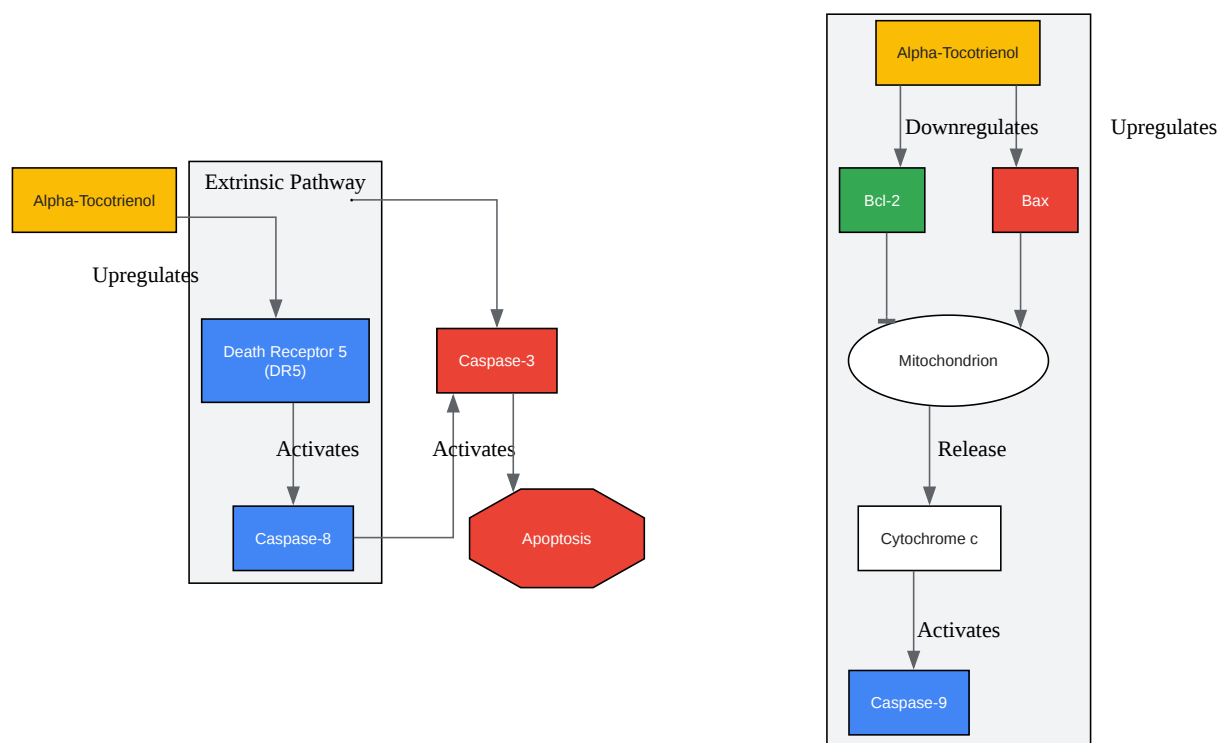 Alpha-Tocotrienol
Upregulates
Extrinsic Pathway
Death Receptor 5
(DR5)
Activates
Caspase-8
Activates
Caspase-3
Apoptosis
Alpha-Tocotrienol
Downregulates
Upregulates
Bcl-2
Bax
Mitochondrion
Release
Cytochrome c
Activates
Caspase-9